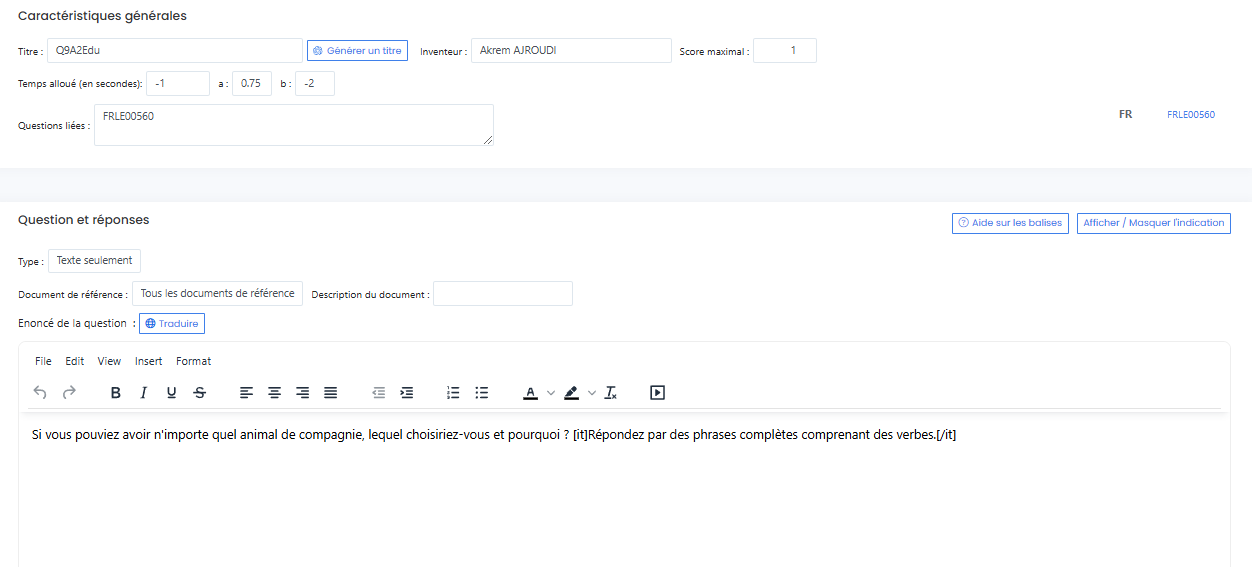 Caractéristiques générales
Titre : Q9A2Edu Générer un titre Inventeur : Akrem AJROUDI Score maximal : 1
Temps alloué (en secondes): -1 a : 0.75 b : -2
Questions liées : FRLE00560 FR FRLE00560
Question et réponses Aide sur les balises Afficher / Masquer l'indication
Type : Texte seulement
Document de référence : Tous les documents de référence Description du document :
Enoncé de la question : Traduire
File Edit View Insert Format
Si vous pouviez avoir n'importe quel animal de compagnie, lequel choisiriez-vous et pourquoi ? [it]Répondez par des phrases complètes comprenant des verbes.[/it]